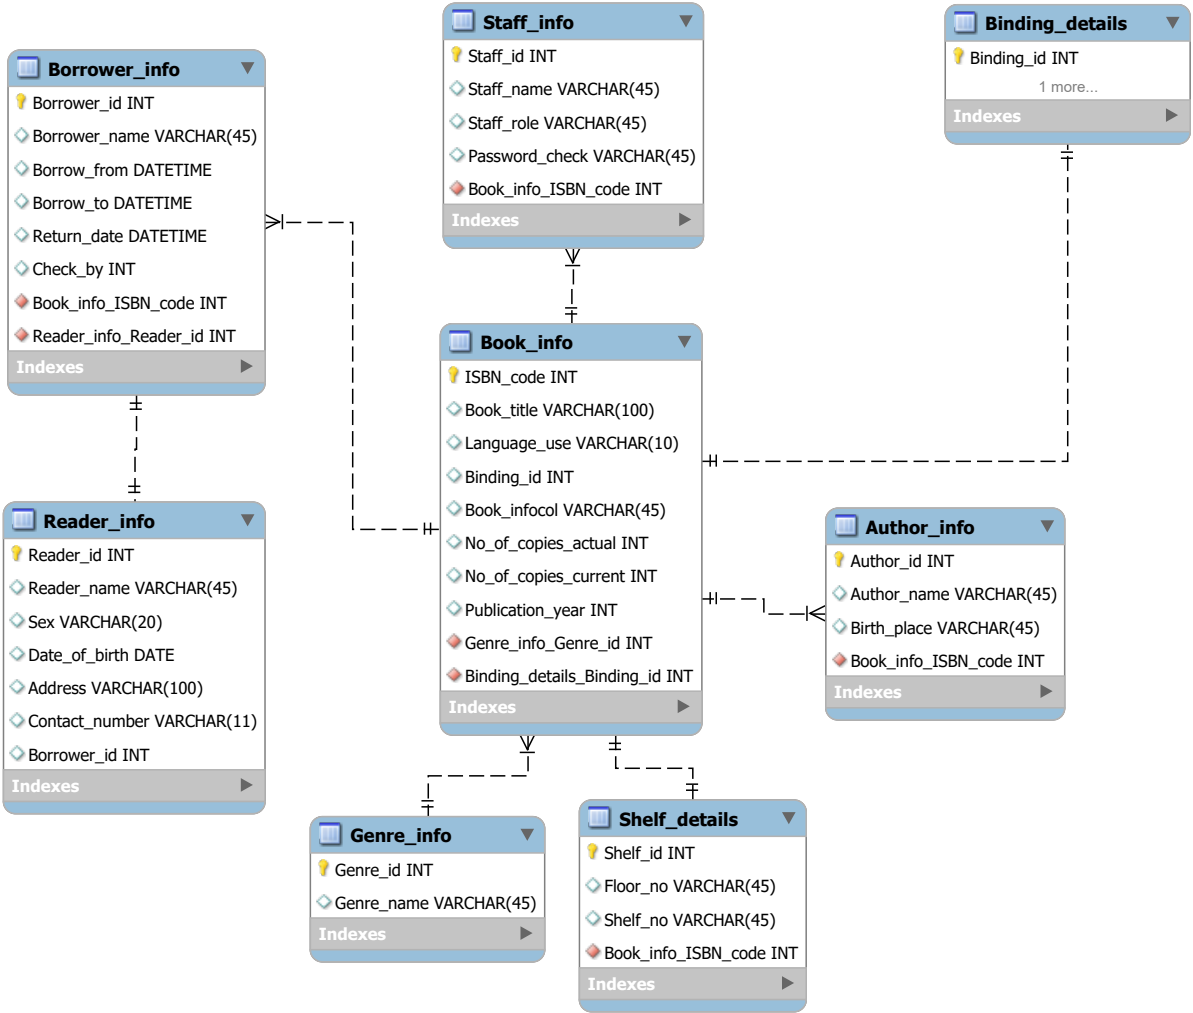 Borrower_info
Borrower_id INT
Borrower_name VARCHAR(45)
Borrow_from DATETIME
Borrow_to DATETIME
Return_date DATETIME
Check_by INT
Book_info_ISBN_code INT
Reader_info_Reader_id INT
Indexes
Staff_info
Staff_id INT
Staff_name VARCHAR(45)
Staff_role VARCHAR(45)
Password_check VARCHAR(45)
Book_info_ISBN_code INT
Indexes
Binding_details
Binding_id INT
1 more...
Indexes
Book_info
ISBN_code INT
Book_title VARCHAR(100)
Language_use VARCHAR(10)
Binding_id INT
Book_infocol VARCHAR(45)
No_of_copies_actual INT
No_of_copies_current INT
Publication_year INT
Genre_info_Genre_id INT
Binding_details_Binding_id INT
Indexes
Reader_info
Reader_id INT
Reader_name VARCHAR(45)
Sex VARCHAR(20)
Date_of_birth DATE
Address VARCHAR(100)
Contact_number VARCHAR(11)
Borrower_id INT
Indexes
Author_info
Author_id INT
Author_name VARCHAR(45)
Birth_place VARCHAR(45)
Book_info_ISBN_code INT
Indexes
Genre_info
Genre_id INT
Genre_name VARCHAR(45)
Indexes
Shelf_details
Shelf_id INT
Floor_no VARCHAR(45)
Shelf_no VARCHAR(45)
Book_info_ISBN_code INT
Indexes